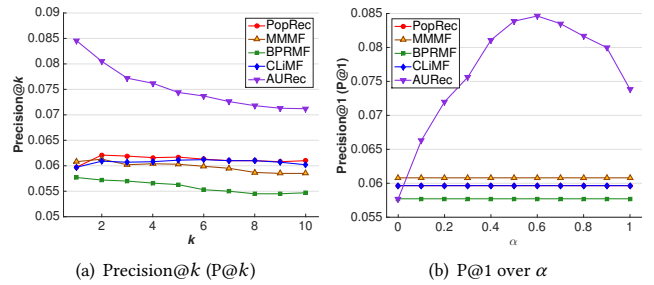 PopRec
MMMF
BPRMF
CLiMF
AURec
Precision@k
0.09
0.085
0.08
0.075
0.07
0.065
0.06
0.055
0.05
2 4 6 8 10
k
(a) Precision@k (P@k)
PopRec
MMMF
BPRMF
CLiMF
AURec
Precision@1 (P@1)
0.085
0.08
0.075
0.07
0.065
0.06
0.055
0 0.2 0.4 0.6 0.8 1
α
(b) P@1 over α